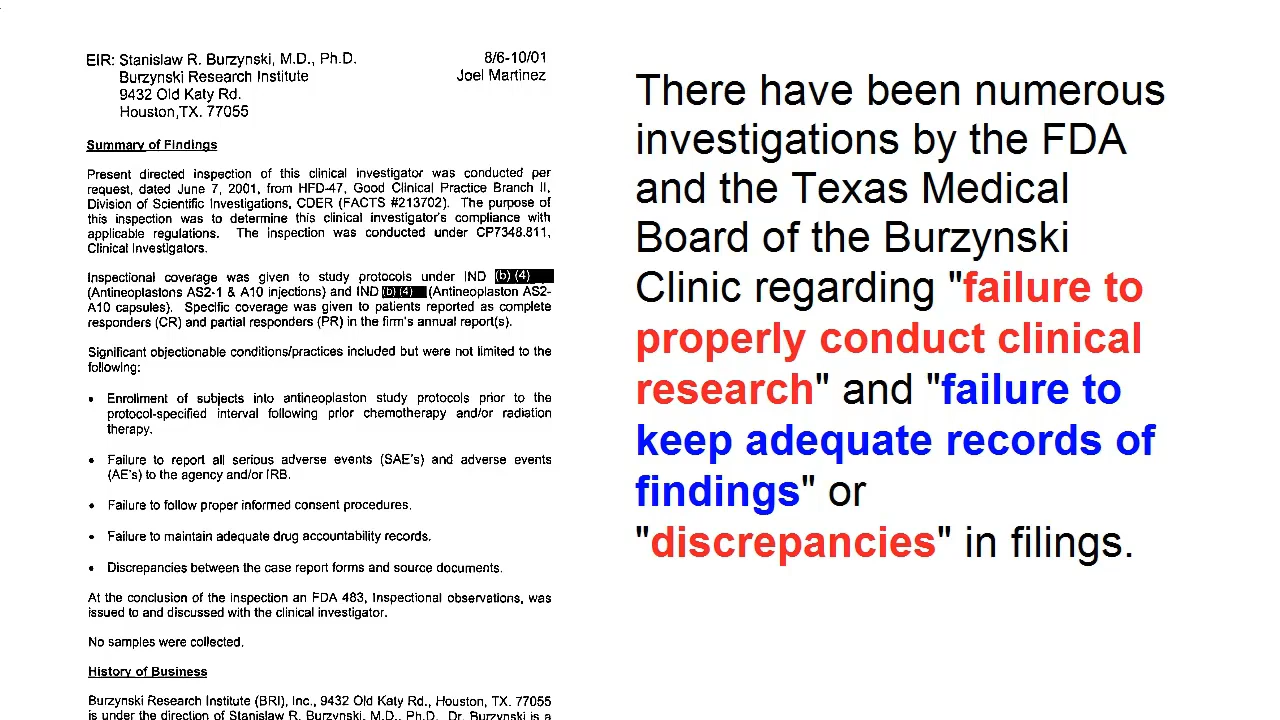 EIR: Stanislaw R. Burzynski, M.D., Ph.D. 8/6-10/01
Burzynski Research Institute Joel Martinez
9432 Old Katy Rd.
Houston,TX. 77055
Summary of Findings
Present directed inspection of this clinical investigator was conducted per
request, dated June 7, 2001, from HFD-47, Good Clinical Practice Branch II,
Division of Scientific Investigations, CDER (FACTS #213702). The purpose of
this inspection was to determine this clinical investigator's compliance with
applicable regulations. The inspection was conducted under CP7348.811,
Clinical Investigators.
Inspectional coverage was given to study protocols under IND (b) (4)
(Antineoplastons AS2-1 & A10 injections) and IND (b) (4) (Antineoplaston AS2-
A10 capsules). Specific coverage was given to patients reported as complete
responders (CR) and partial responders (PR) in the firm's annual report(s).
Significant objectionable conditions/practices included but were not limited to the
following:
• Enrollment of subjects into antineoplaston study protocols prior to the
protocol-specified interval following prior chemotherapy and/or radiation
therapy.
• Failure to report all serious adverse events (SAE's) and adverse events
(AE's) to the agency and/or IRB.
• Failure to follow proper informed consent procedures.
• Failure to maintain adequate drug accountability records.
• Discrepancies between the case report forms and source documents.
At the conclusion of the inspection an FDA 483, Inspectional observations, was
issued to and discussed with the clinical investigator.
No samples were collected.
History of Business
Burzynski Research Institute (BRI), Inc., 9432 Old Katy Rd., Houston, TX. 77055
is under the direction of Stanislaw R. Burzynski, M.D., Ph.D. Dr. Burzynski is a
There have been numerous
investigations by the FDA
and the Texas Medical
Board of the Burzynski
Clinic regarding "failure to
properly conduct clinical
research" and "failure to
keep adequate records of
findings" or
"discrepancies" in filings.